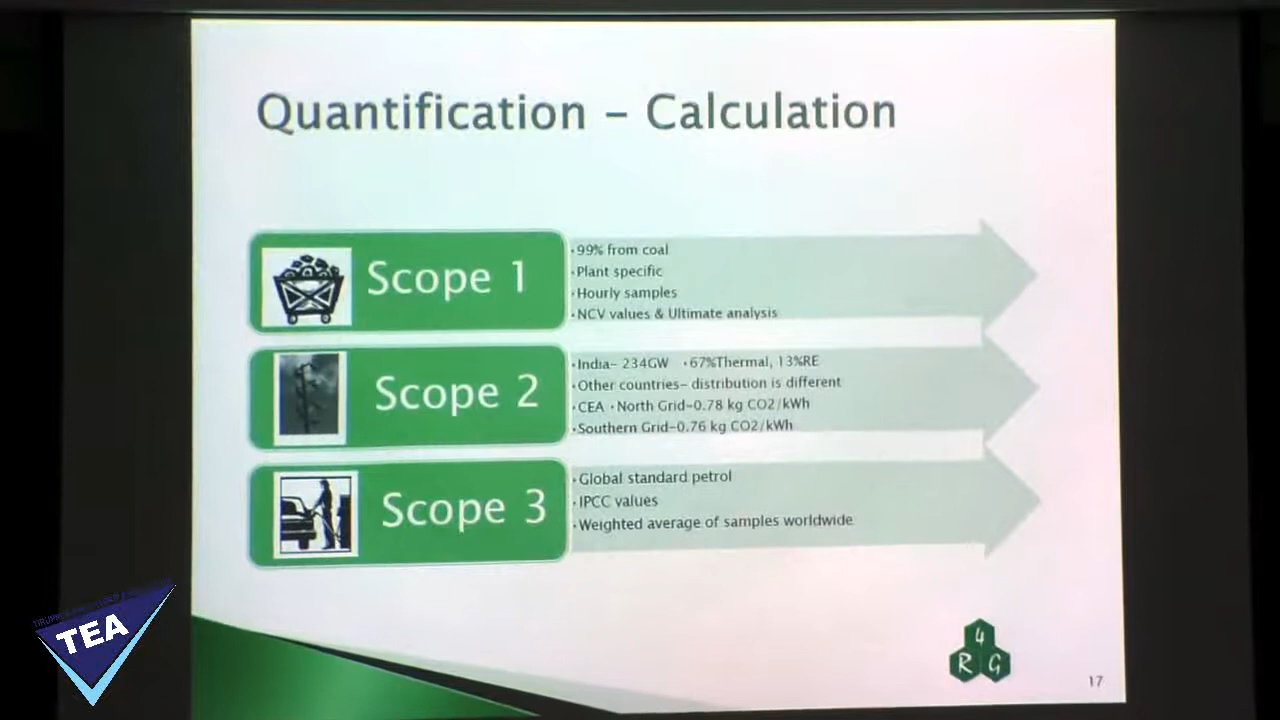 Quantification - Calculation
Scope 1
·99% from coal
·Plant specific
·Hourly samples
·NCV values & Ultimate analysis
Scope 2
·India- 234GW ·67%Thermal, 13%RE
·Other countries- distribution is different
·CEA ·North Grid-0.78 kg CO2/kWh
·Southern Grid-0.76 kg CO2/kWh
Scope 3
·Global standard petrol
·IPCC values
·Weighted average of samples worldwide
TEA
4
R G
17